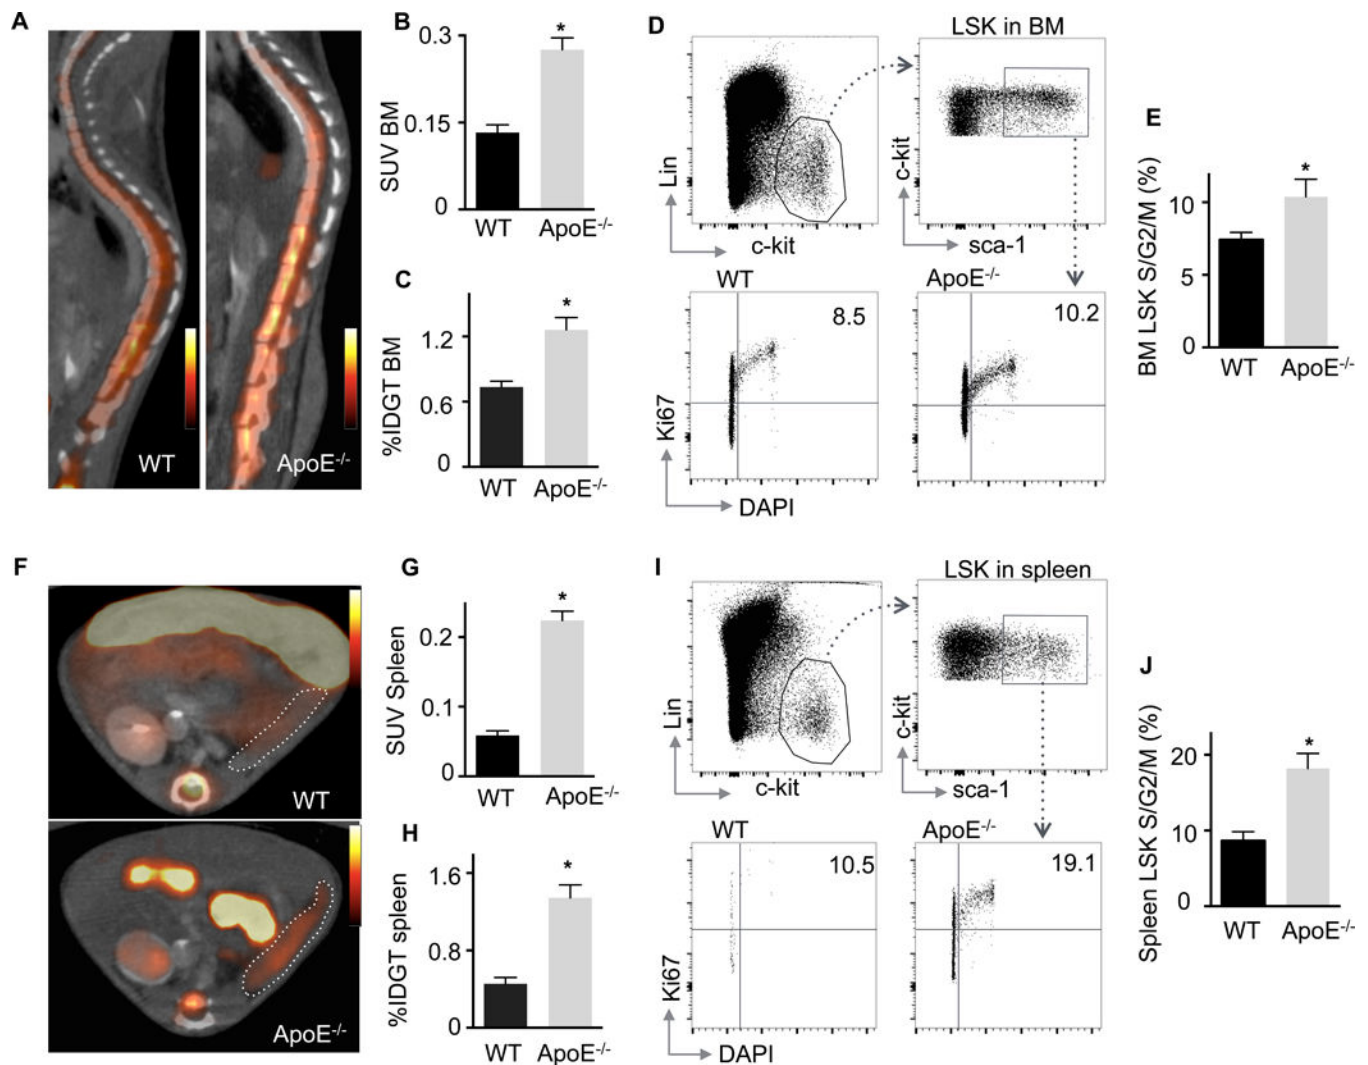 A
WT
ApoE-/-
B
SUV BM
0.3
0.15
0
*
WT
ApoE-/-
C
%IDGT BM
1.2
0.6
0
*
WT
ApoE-/-
D
LSK in BM
Lin
c-kit
c-kit
sca-1
WT
8.5
ApoE-/-
10.2
Ki67
DAPI
E
BM LSK S/G2/M (%)
10
5
0
*
WT
ApoE-/-
F
WT
ApoE-/-
G
SUV Spleen
0.2
0.1
0
*
WT
ApoE-/-
H
%IDGT spleen
1.6
0.8
0
*
WT
ApoE-/-
I
LSK in spleen
Lin
c-kit
c-kit
sca-1
WT
10.5
ApoE-/-
19.1
Ki67
DAPI
J
Spleen LSK S/G2/M (%)
20
10
0
*
WT
ApoE-/-